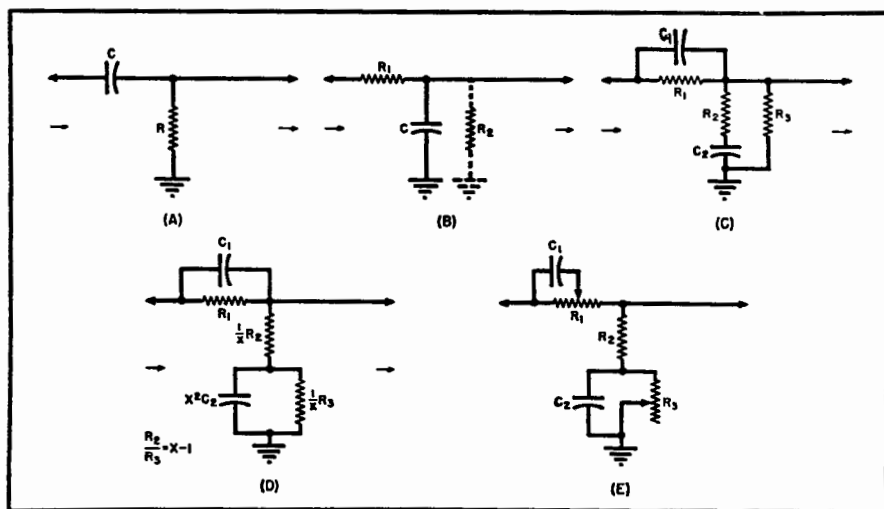 C
R
(A)
R1
C
R2
(B)
C1
R1
R2
R3
C2
(C)
C1
R1
1/X R2
X²C2
1/X R3
R2/R3 = X-1
(D)
C1
R1
R2
C2
R3
(E)